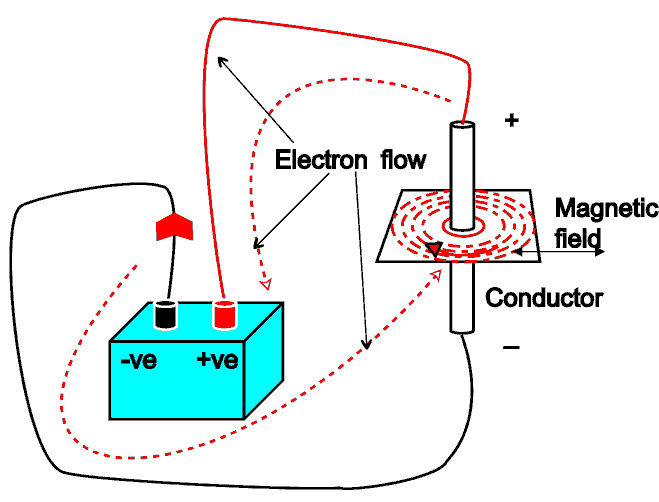 +
Electron flow
Magnetic
field
Conductor
-ve +ve
–